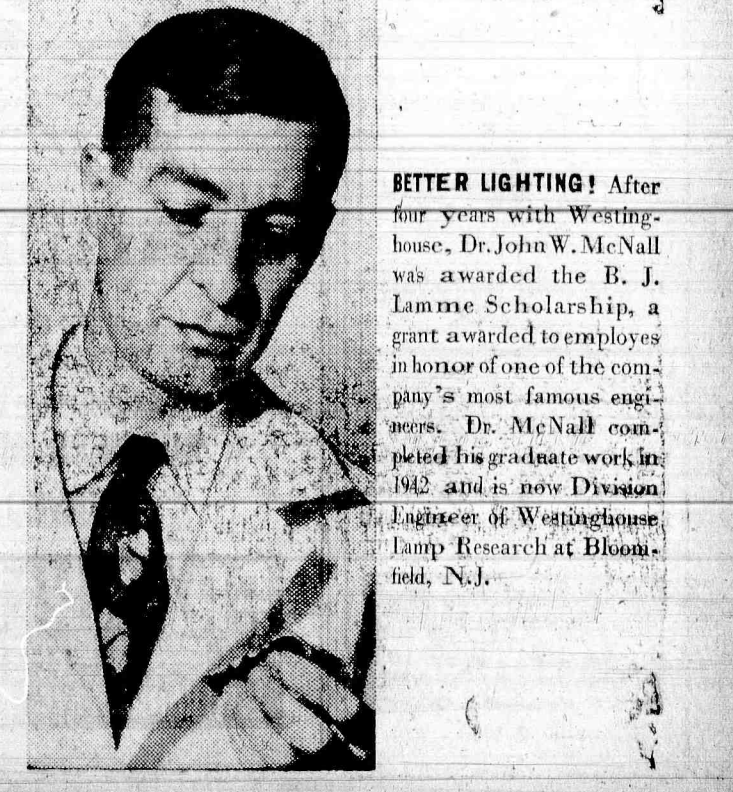 BETTER LIGHTING! After
four years with Westing-
house, Dr. John W. McNall
was awarded the B. J.
Lamme Scholarship, a
grant awarded to employes
in honor of one of the com-
pany's most famous engi-
neers. Dr. McNall com-
pleted his graduate work in
1942 and is now Division
Engineer of Westinghouse
Lamp Research at Bloom-
field, N.J.